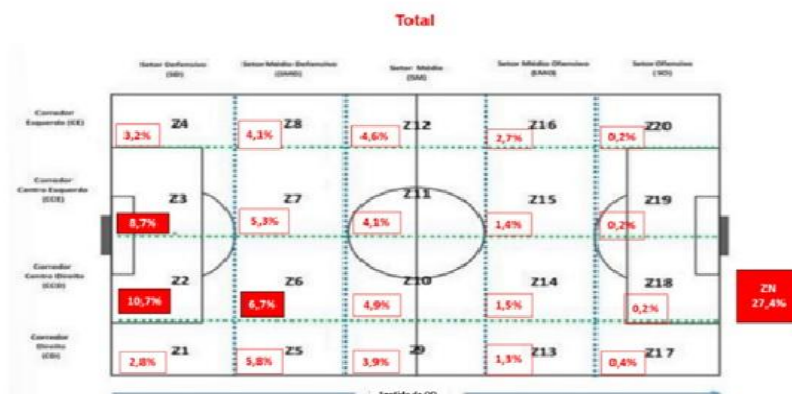 Total
Setor Defensivo
(SD)
Setor Médio Defensivo
(SMD)
Setor Médio
(SM)
Setor Médio Ofensivo
(SMO)
Setor Ofensivo
(SO)
Corredor
Esquerdo (CE)
Z4
3,2%
Z8
4,1%
Z12
4,6%
Z16
2,7%
Z20
0,2%
Corredor
Centro Esquerdo
(CCE)
Z3
8,7%
Z7
5,3%
Z11
4,1%
Z15
1,4%
Z19
0,2%
Corredor
Centro Direito
(CCD)
Z2
10,7%
Z6
6,7%
Z10
4,9%
Z14
1,5%
Z18
0,2%
ZN
27,4%
Corredor
Direito
(CD)
Z1
2,8%
Z5
5,8%
Z9
3,9%
Z13
1,3%
Z17
0,4%